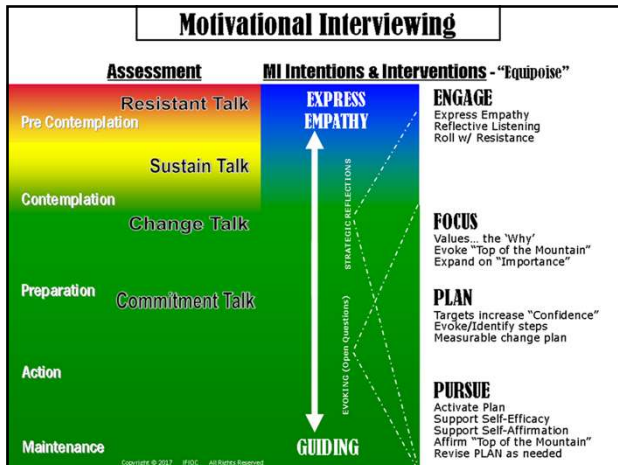 Motivational Interviewing
Assessment
MI Intentions & Interventions - “Equipoise”
Resistant Talk
Pre Contemplation
Sustain Talk
Contemplation
Change Talk
Preparation
Commitment Talk
Action
Maintenance
EXPRESS
EMPATHY
STRATEGIC REFLECTIONS
EVOKING (Open Questions)
GUIDING
ENGAGE
Express Empathy
Reflective Listening
Roll w/ Resistance
FOCUS
Values... the ‘Why’
Evoke “Top of the Mountain”
Expand on “Importance”
PLAN
Targets increase “Confidence”
Evoke/Identify steps
Measurable change plan
PURSUE
Activate Plan
Support Self-Efficacy
Support Self-Affirmation
Affirm “Top of the Mountain”
Revise PLAN as needed
Copyright © 2017 IFIOC All Rights Reserved